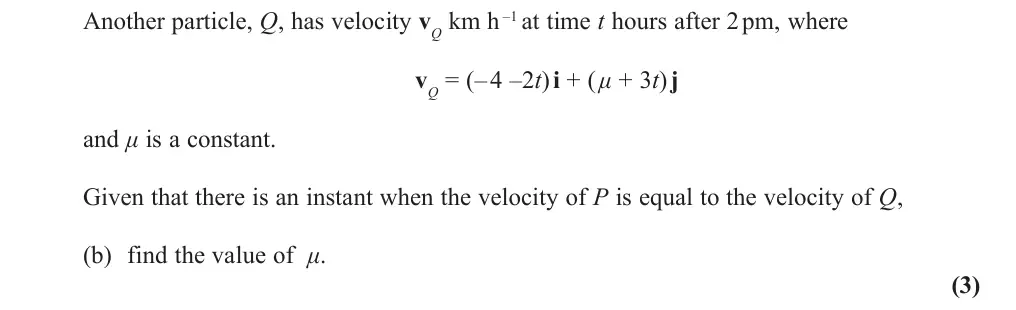 Another particle, Q, has velocity v_Q km h⁻¹ at time t hours after 2 pm, where
v_Q = (–4 –2t)i + (μ + 3t)j
and μ is a constant.
Given that there is an instant when the velocity of P is equal to the velocity of Q,
(b) find the value of μ.
(3)